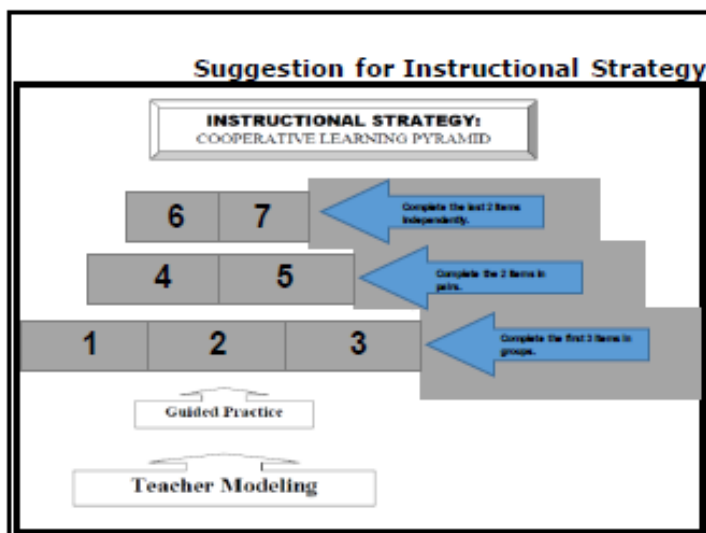 Suggestion for Instructional Strategy
INSTRUCTIONAL STRATEGY:
COOPERATIVE LEARNING PYRAMID
6 7
Complete the last 2 items
independently.
4 5
Complete the 2 items in
pairs.
1 2 3
Complete the first 3 items in
groups.
Guided Practice
Teacher Modeling